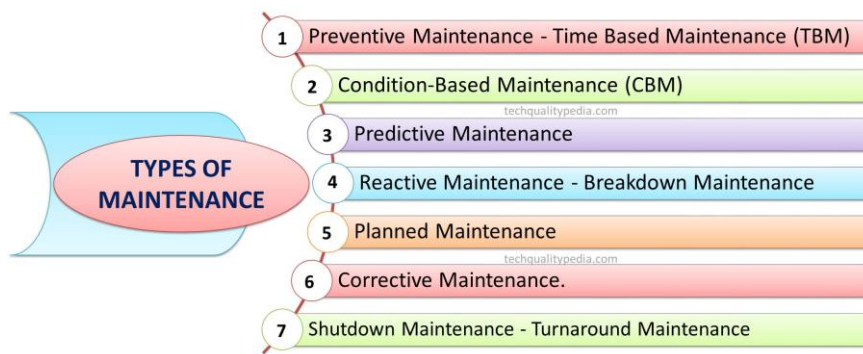 1 Preventive Maintenance - Time Based Maintenance (TBM)
2 Condition-Based Maintenance (CBM)
techqualitypedia.com
3 Predictive Maintenance
TYPES OF
MAINTENANCE
4 Reactive Maintenance - Breakdown Maintenance
5 Planned Maintenance
techqualitypedia.com
6 Corrective Maintenance.
7 Shutdown Maintenance - Turnaround Maintenance